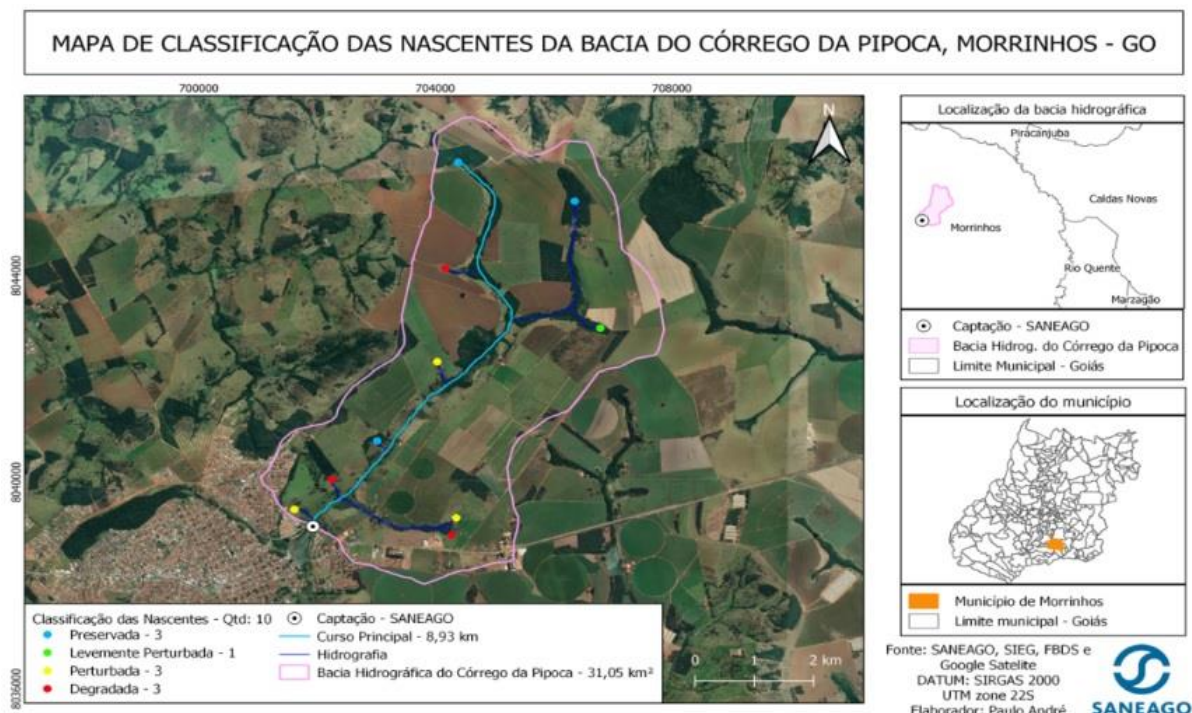 MAPA DE CLASSIFICAÇÃO DAS NASCENTES DA BACIA DO CÓRREGO DA PIPOCA, MORRINHOS - GO
700000
704000
708000
8044000
8040000
8036000
N
Classificação das Nascentes - Qtd: 10
Preservada - 3
Levemente Perturbada - 1
Perturbada - 3
Degradada - 3
Captação - SANEAGO
Curso Principal - 8,93 km
Hidrografia
Bacia Hidrográfica do Córrego da Pipoca - 31,05 km²
0 1 2 km
Localização da bacia hidrográfica
Piracanjuba
Caldas Novas
Morrinhos
Rio Quente
Marzagão
Captação - SANEAGO
Bacia Hidrog. do Córrego da Pipoca
Limite Municipal - Goiás
Localização do município
Município de Morrinhos
Limite municipal - Goiás
Fonte: SANEAGO, SIEG, FBDS e
Google Satelite
DATUM: SIRGAS 2000
UTM zone 22S
Elaborador: Paulo André
SANEAGO